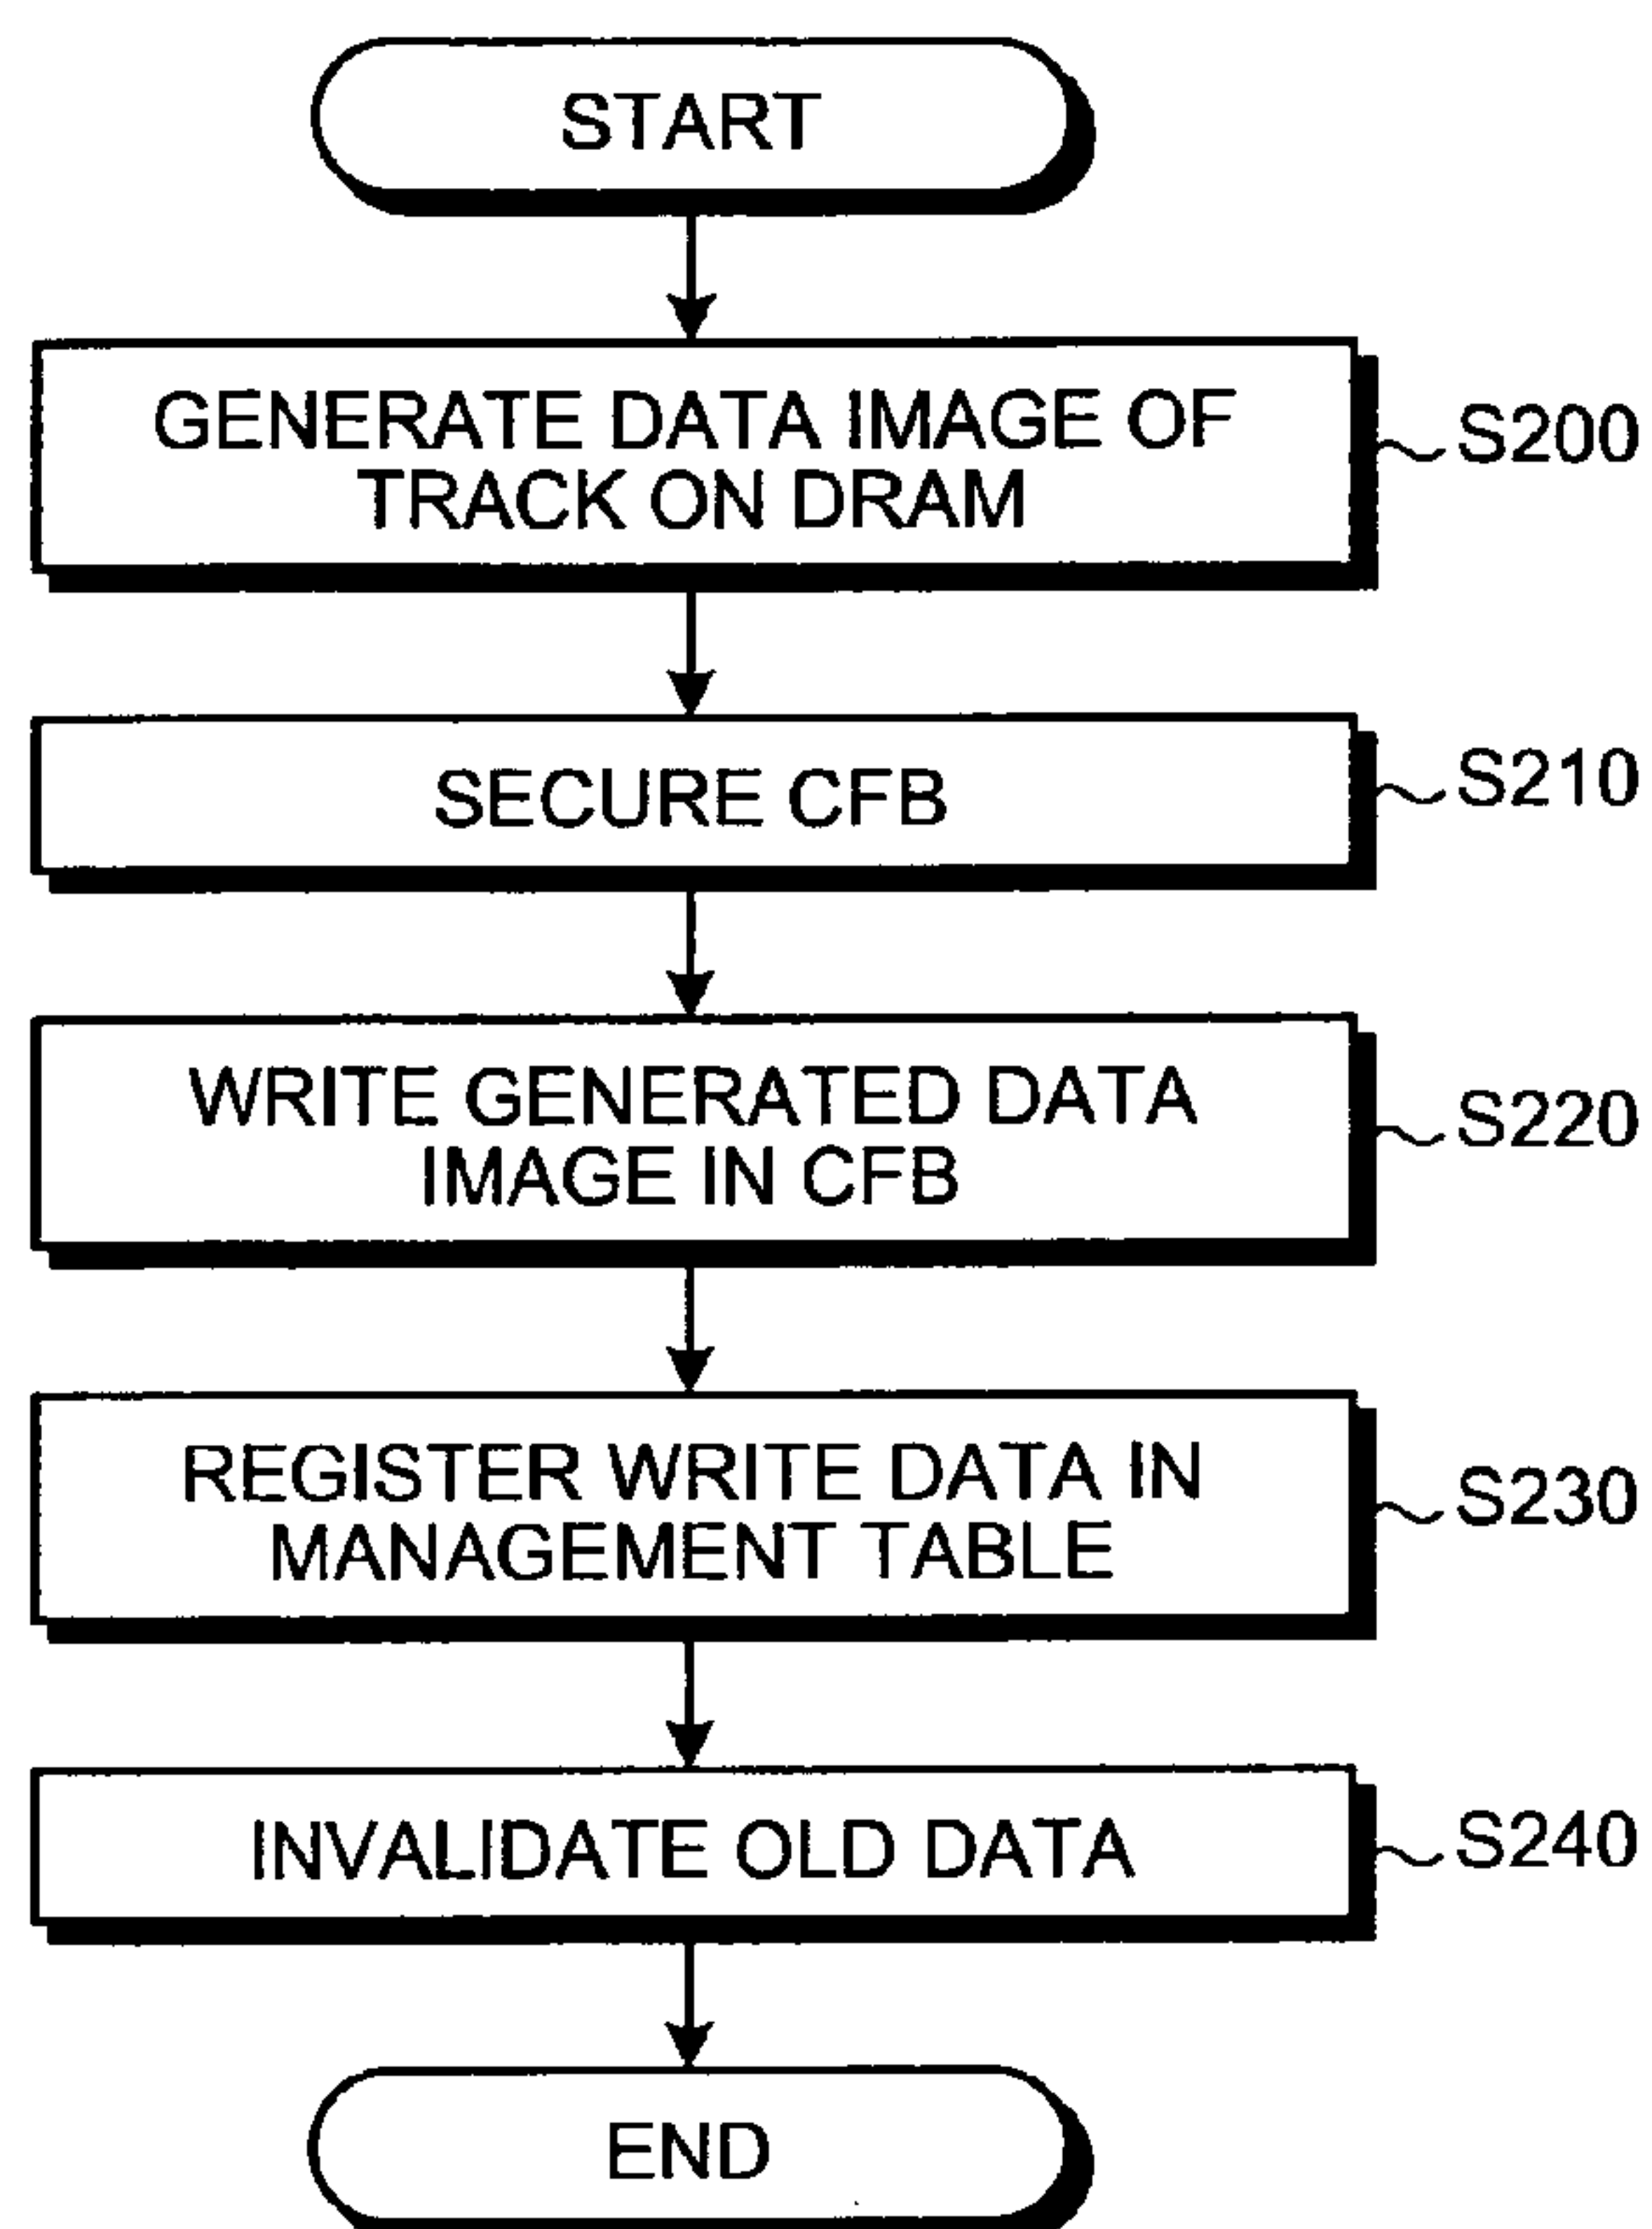 START
GENERATE DATA IMAGE OF
TRACK ON DRAM
S200
SECURE CFB
S210
WRITE GENERATED DATA
IMAGE IN CFB
S220
REGISTER WRITE DATA IN
MANAGEMENT TABLE
S230
INVALIDATE OLD DATA
S240
END